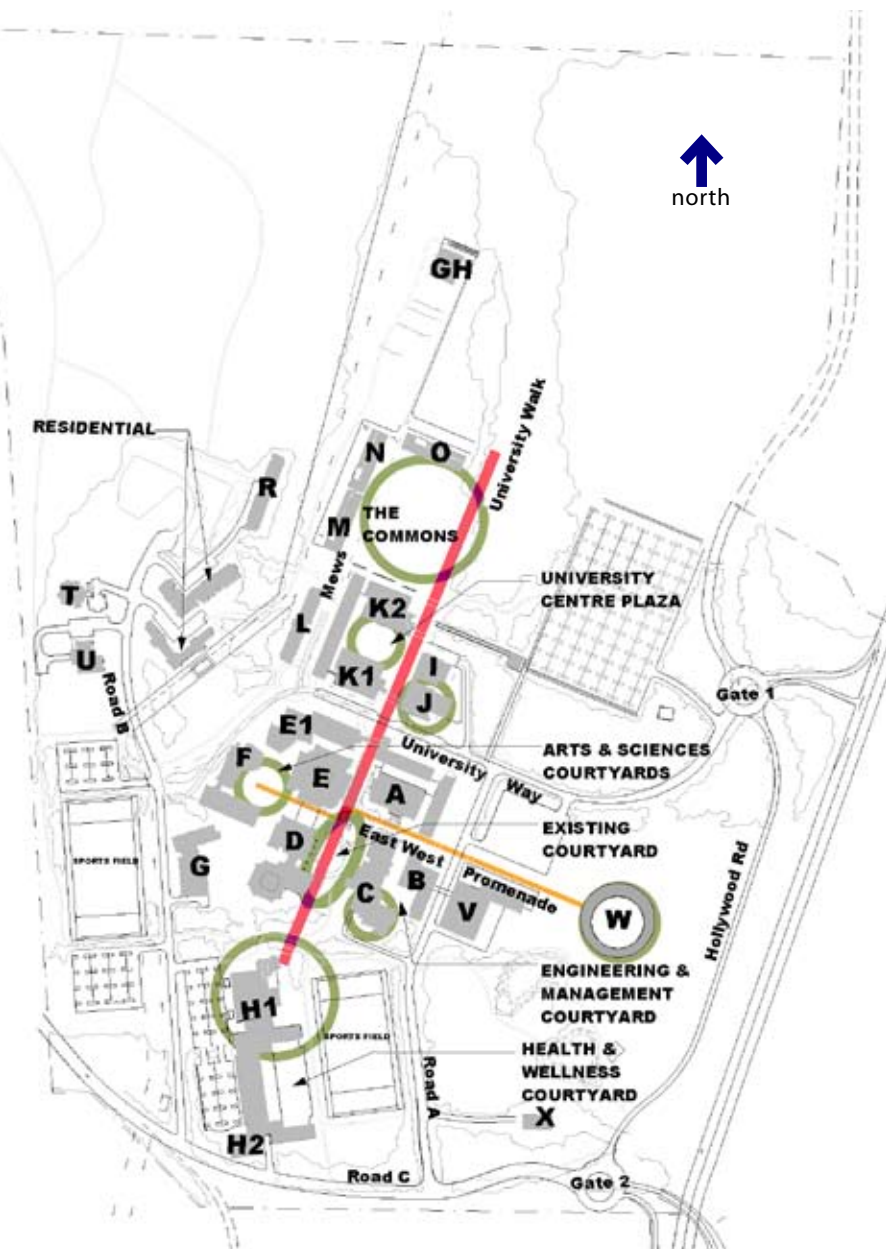 north
GH
University Walk
RESIDENTIAL
N
O
R
THE
COMMONS
M
Mews
UNIVERSITY
CENTRE PLAZA
T
K2
L
U
I
K1
J
Road B
Gate 1
E1
F
University
Way
ARTS & SCIENCES
COURTYARDS
E
A
EXISTING
COURTYARD
D
East West
Promenade
SPORTS FIELD
G
B
C
V
W
Hollywood Rd
ENGINEERING &
MANAGEMENT
COURTYARD
H1
SPORTS FIELD
HEALTH &
WELLNESS
COURTYARD
Road A
X
H2
Road C
Gate 2